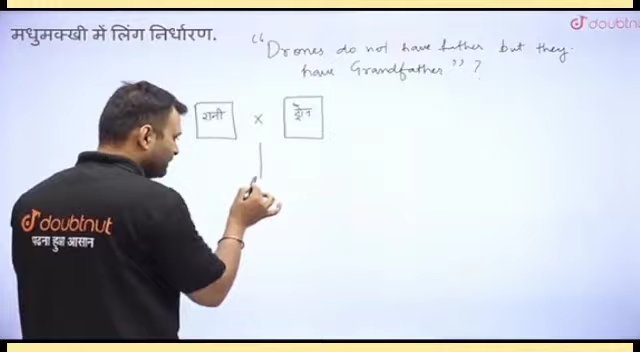 मधुमक्खी में लिंग निर्धारण.
doubtnut
"Drones do not have father but they
have Grandfather" ?
रानी x ड्रोन
doubtnut
पढ़ना हुआ आसान